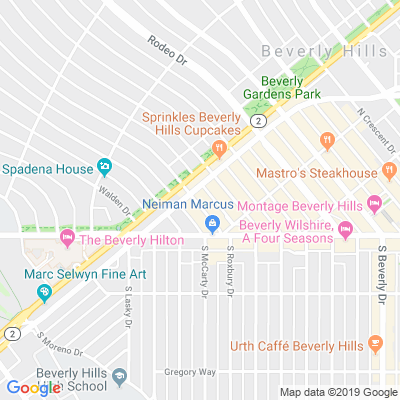 Rodeo Dr
Beverly Hills
Beverly
Gardens Park
N Crescent Dr
2
Sprinkles Beverly
Hills Cupcakes
Spadena House
Mastro's Steakhouse
Walden Dr
Neiman Marcus
Montage Beverly Hills
Beverly Wilshire,
A Four Seasons
The Beverly Hilton
S McCarty Dr
S Roxbury Dr
S Beverly Dr
Marc Selwyn Fine Art
S Lasky Dr
2
S Moreno Dr
Urth Caffé Beverly Hills
Beverly Hills
High School
Gregory Way
Google
Map data ©2019 Google